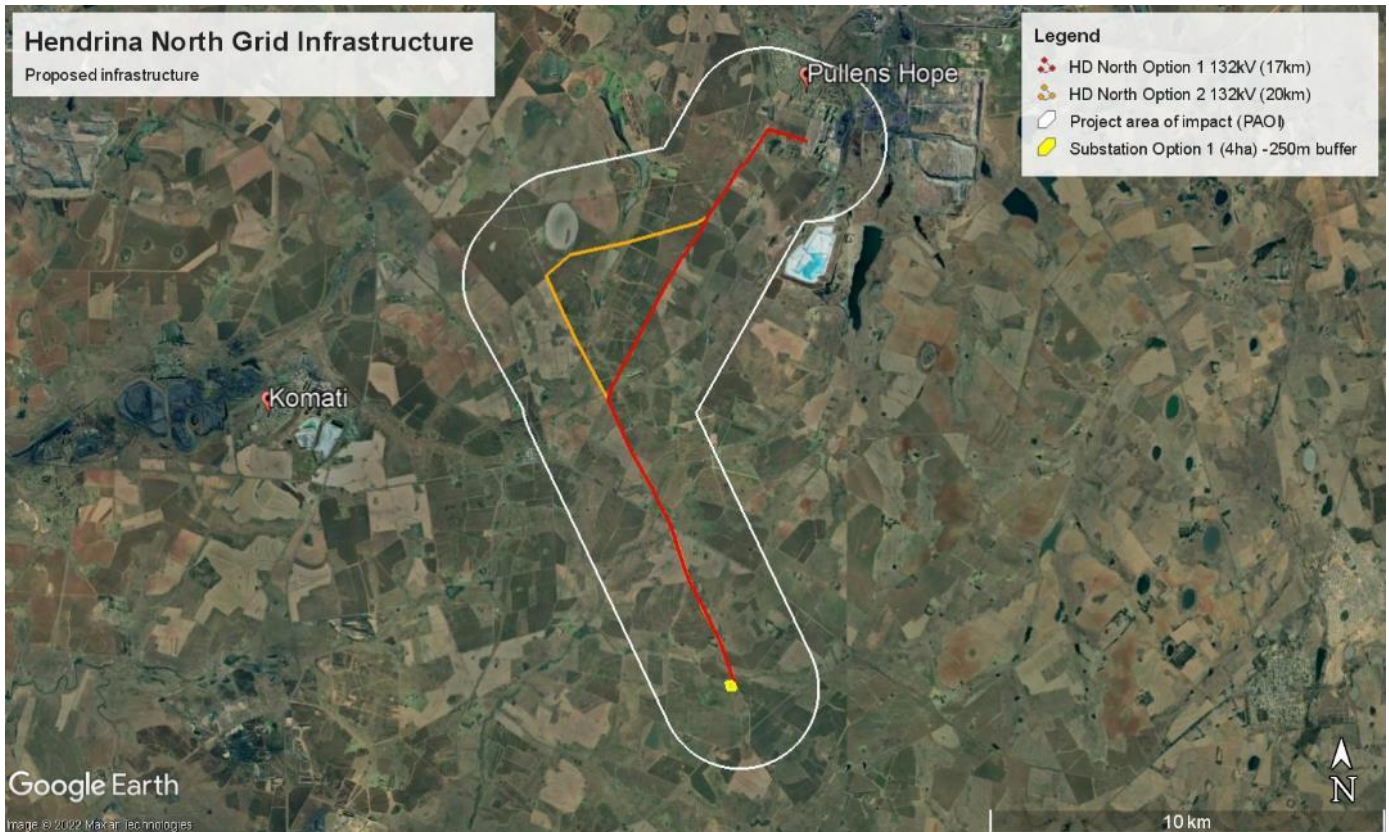 Hendrina North Grid Infrastructure
Proposed infrastructure
Legend
HD North Option 1 132kV (17km)
HD North Option 2 132kV (20km)
Project area of impact (PAOI)
Substation Option 1 (4ha) -250m buffer
Pullens Hope
Komati
Google Earth
Image © 2022 Maxar Technologies
N
10 km